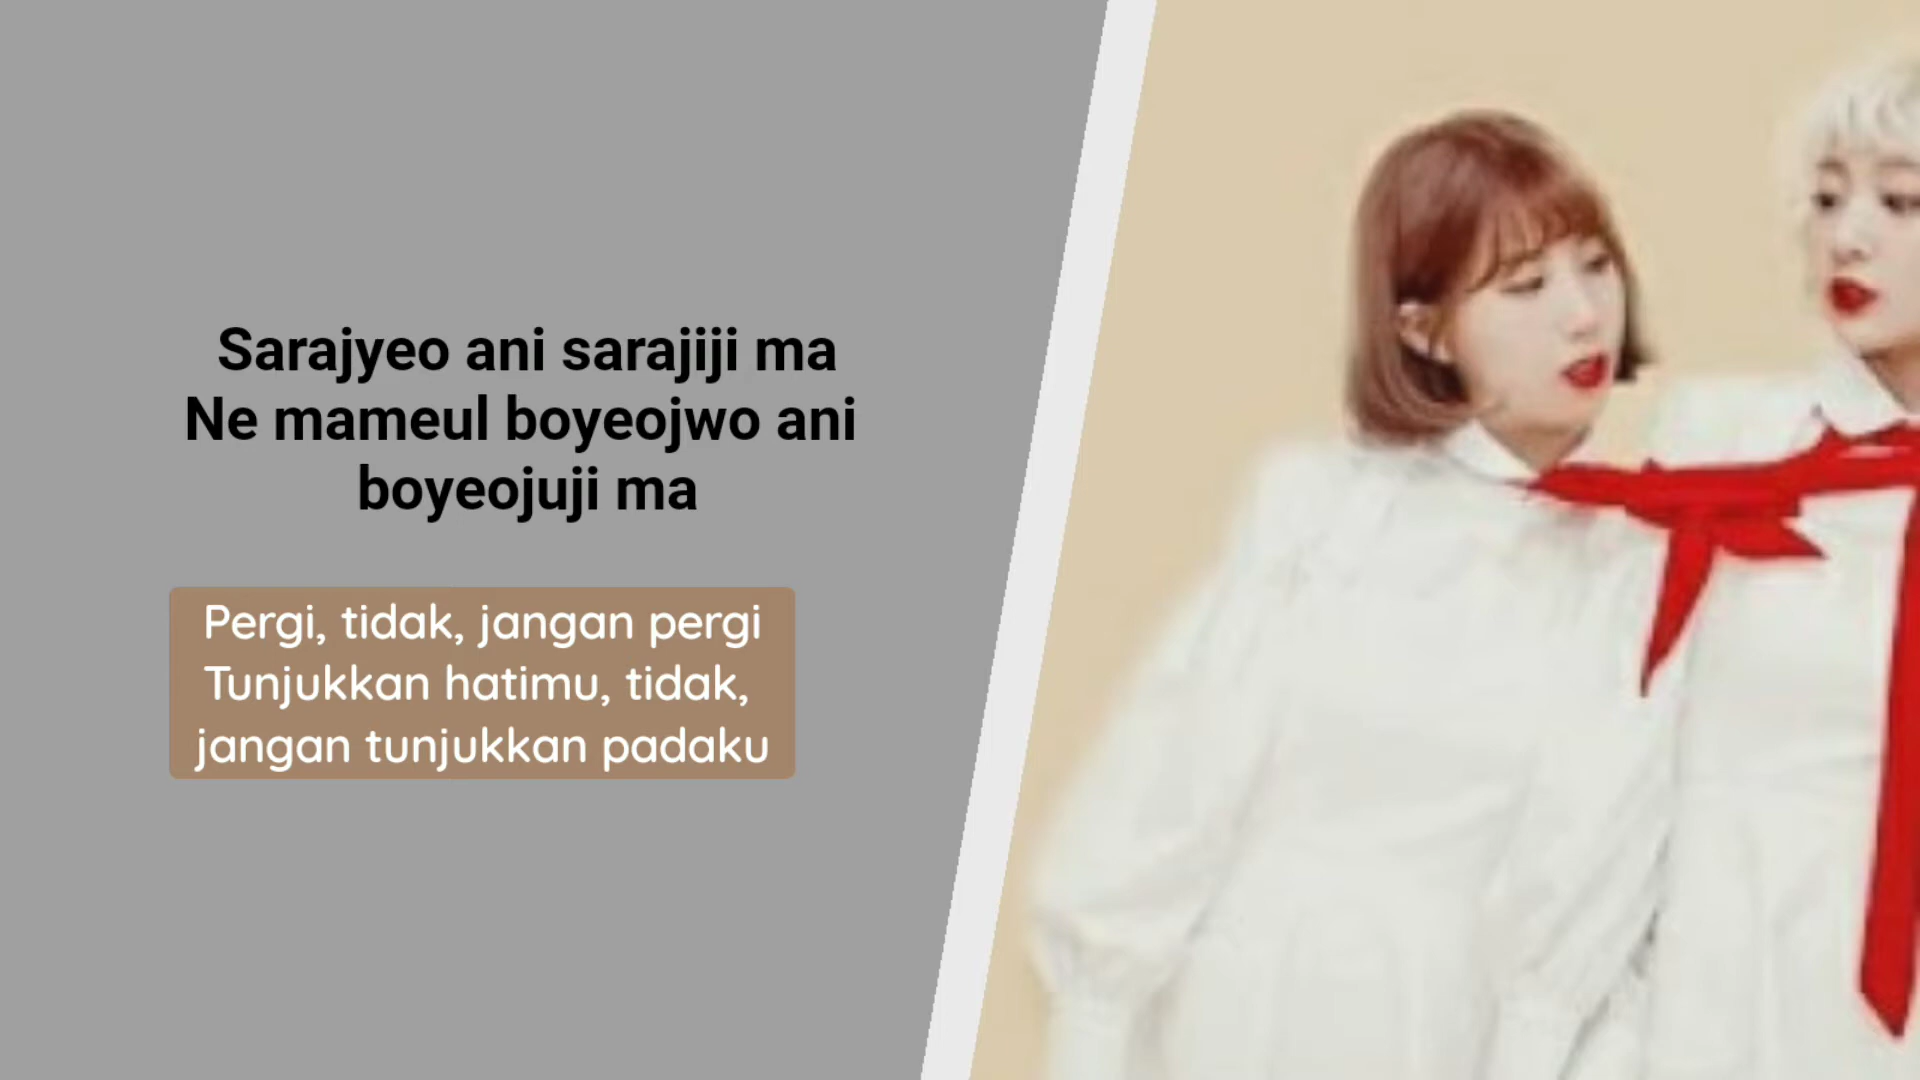 Sarajyeo ani sarajiji ma
Ne mameul boyeojwo ani
boyeojuji ma
Pergi, tidak, jangan pergi
Tunjukkan hatimu, tidak,
jangan tunjukkan padaku